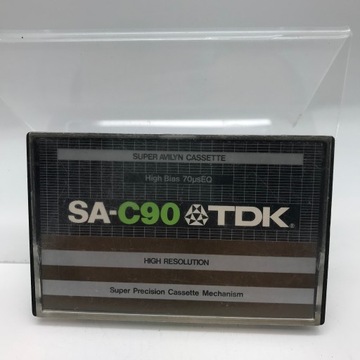 SUPER AVILYN CASSETTE
High Bias 70μsEQ
SA-C90 TDK®
HIGH RESOLUTION
Super Precision Cassette Mechanism